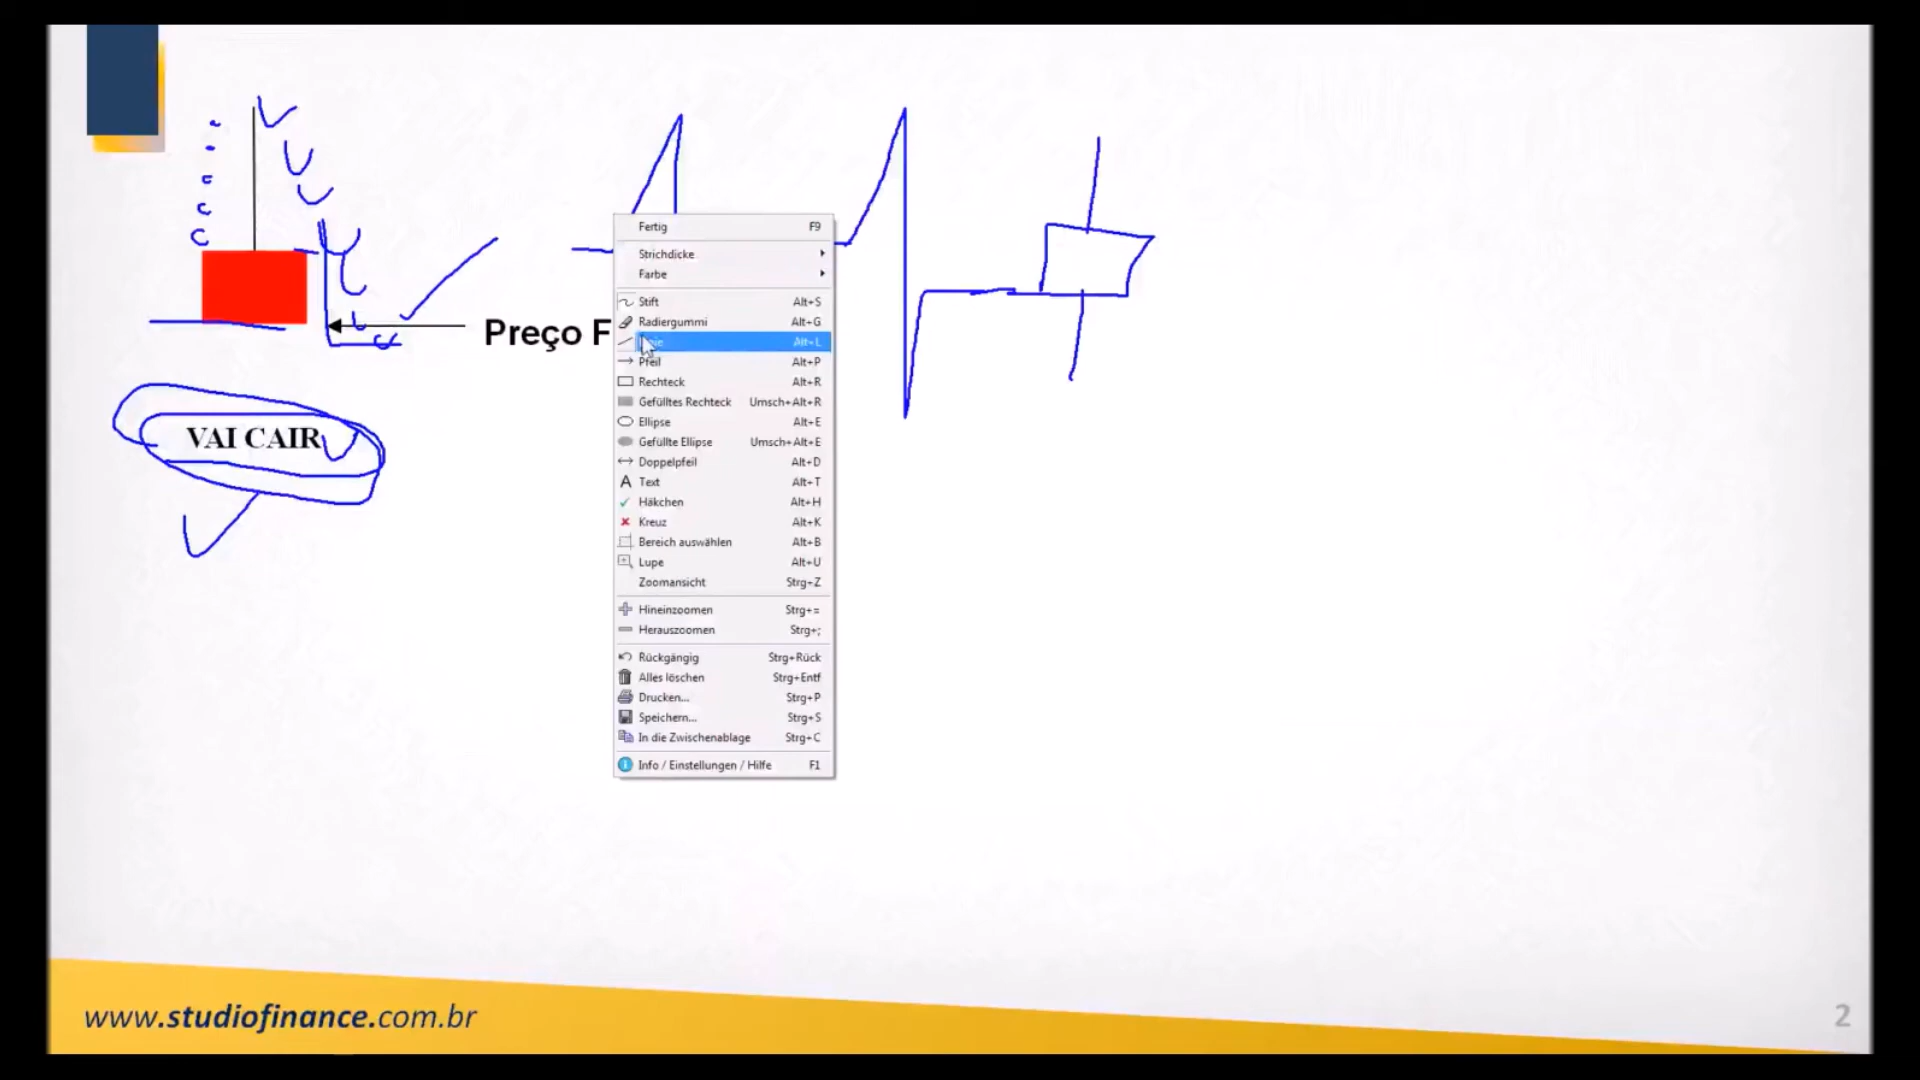 Preço F
VAI CAIR
Fertig F9
Strichdicke
Farbe
Stift Alt+S
Radiergummi Alt+G
Alt+L
Pfeil Alt+P
Rechteck Alt+R
Gefülltes Rechteck Umsch+Alt+R
Ellipse Alt+E
Gefüllte Ellipse Umsch+Alt+E
Doppelpfeil Alt+D
A Text Alt+T
Häkchen Alt+H
Kreuz Alt+K
Bereich auswählen Alt+B
Lupe Alt+U
Zoomansicht Strg+Z
Hineinzoomen Strg+=
Herauszoomen Strg+;
Rückgängig Strg+Rück
Alles löschen Strg+Entf
Drucken... Strg+P
Speichern... Strg+S
In die Zwischenablage Strg+C
Info / Einstellungen / Hilfe F1
www.studiofinance.com.br
2